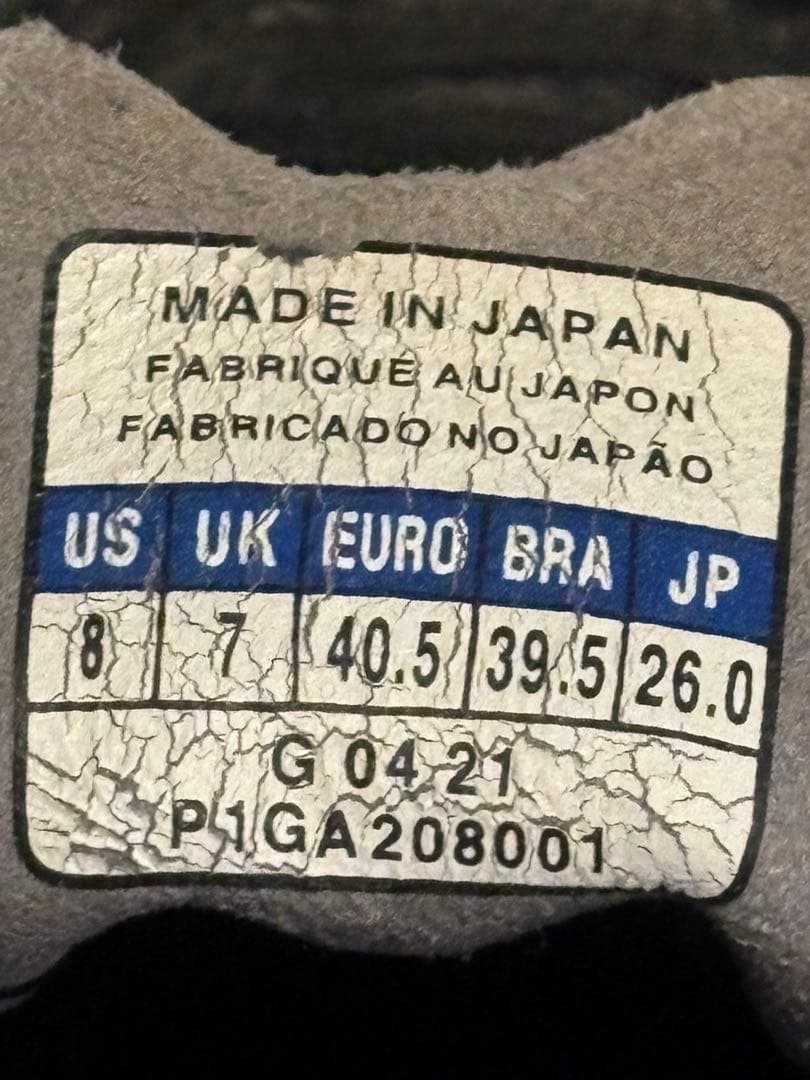 MADE IN JAPAN
FABRIQUÉ AU JAPON
FABRICADO NO JAPÃO
US UK EURO BRA JP
8 7 40.5 39.5 26.0
G 04 21
P1GA208001